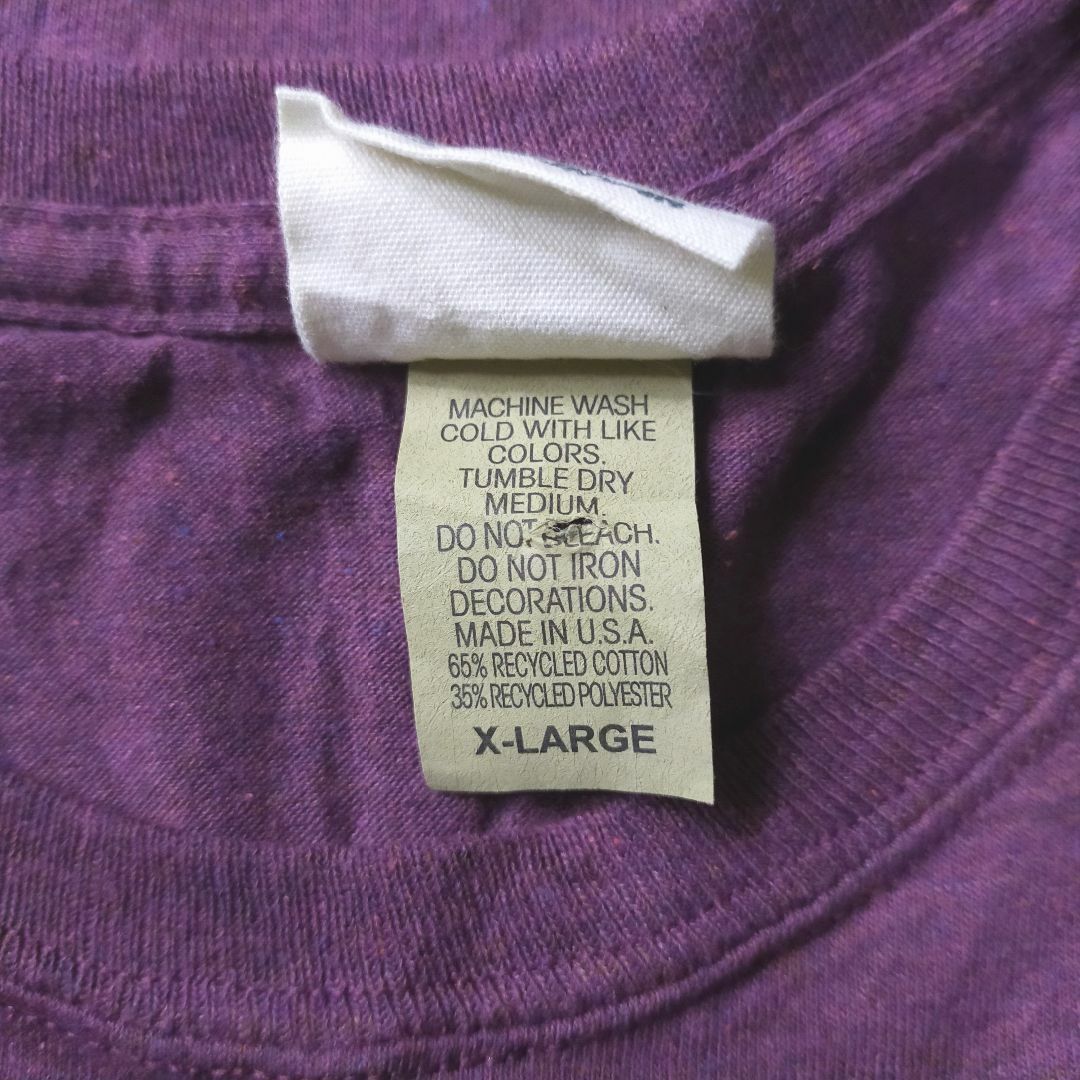 MACHINE WASH
COLD WITH LIKE
COLORS.
TUMBLE DRY
MEDIUM.
DO NOT BLEACH.
DO NOT IRON
DECORATIONS.
MADE IN U.S.A.
65% RECYCLED COTTON
35% RECYCLED POLYESTER
X-LARGE